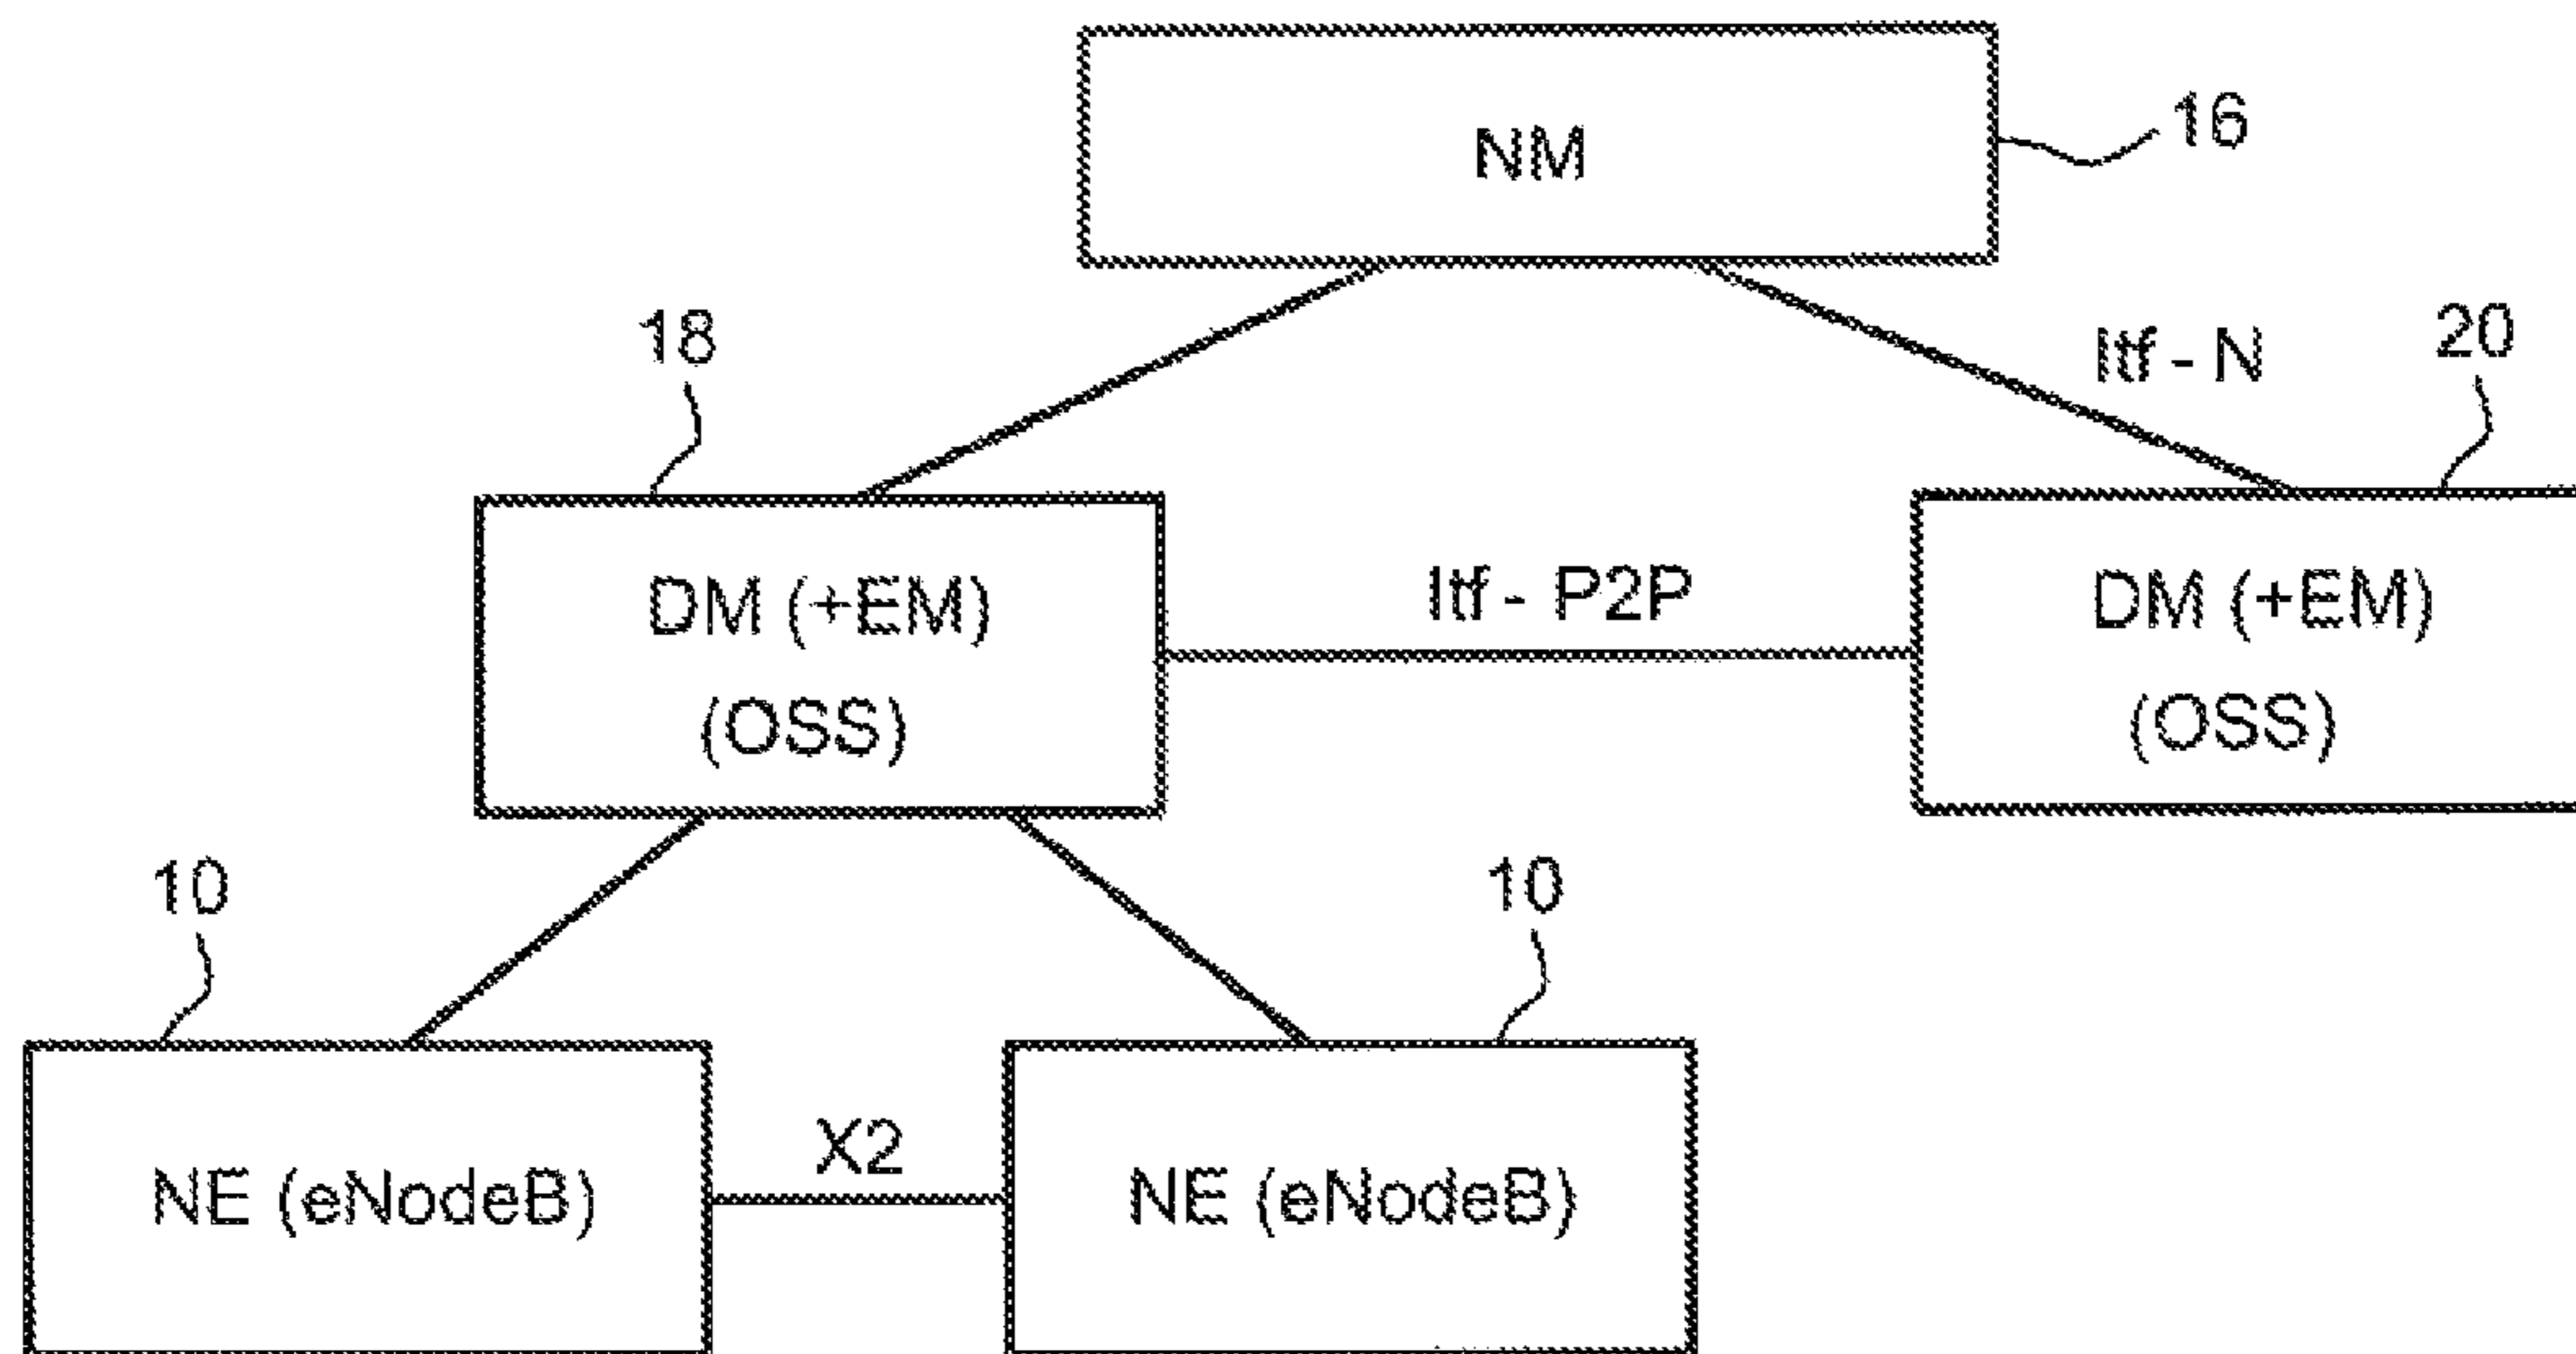 NM
16
18
Itf - N
20
DM (+EM)
(OSS)
Itf - P2P
DM (+EM)
(OSS)
10
10
NE (eNodeB)
X2
NE (eNodeB)